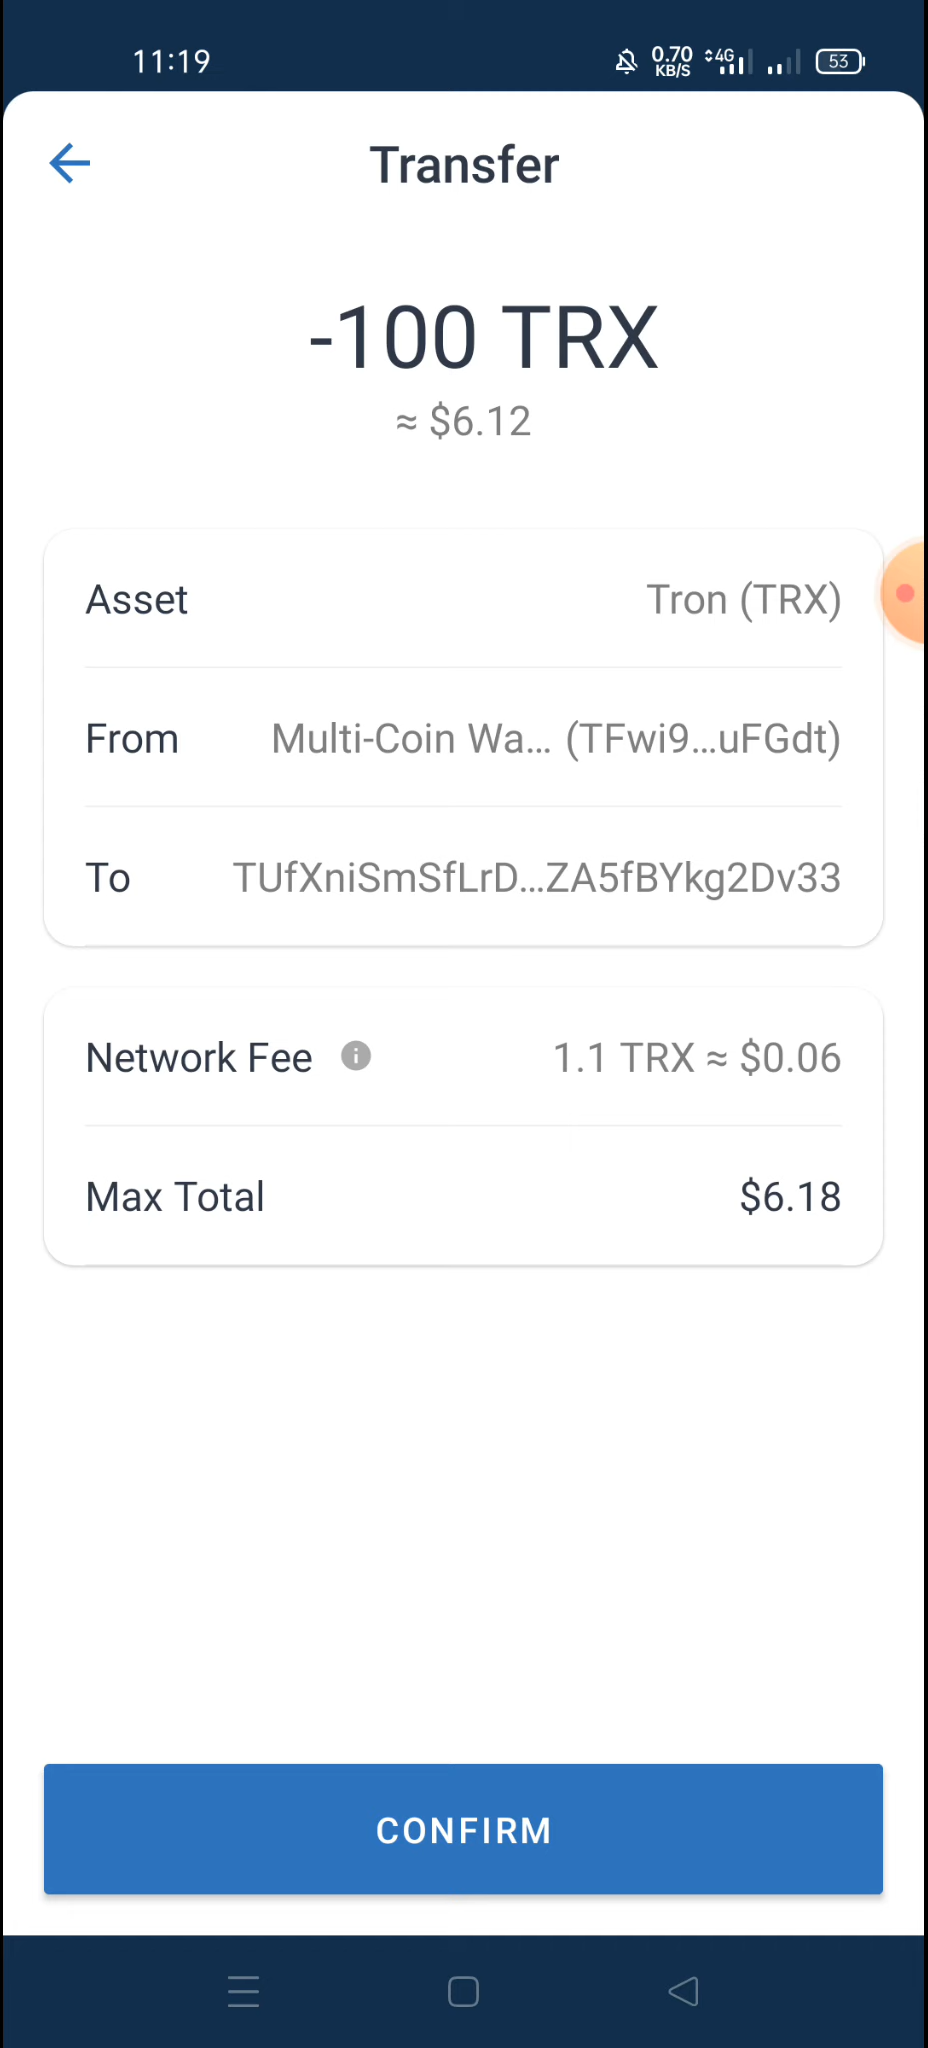 11:19
0.70
KB/S
4G
53
Transfer
-100 TRX
≈ $6.12
Asset Tron (TRX)
From Multi-Coin Wa... (TFwi9...uFGdt)
To TUfXniSmSfLrD...ZA5fBYkg2Dv33
Network Fee 1.1 TRX ≈ $0.06
Max Total $6.18
CONFIRM